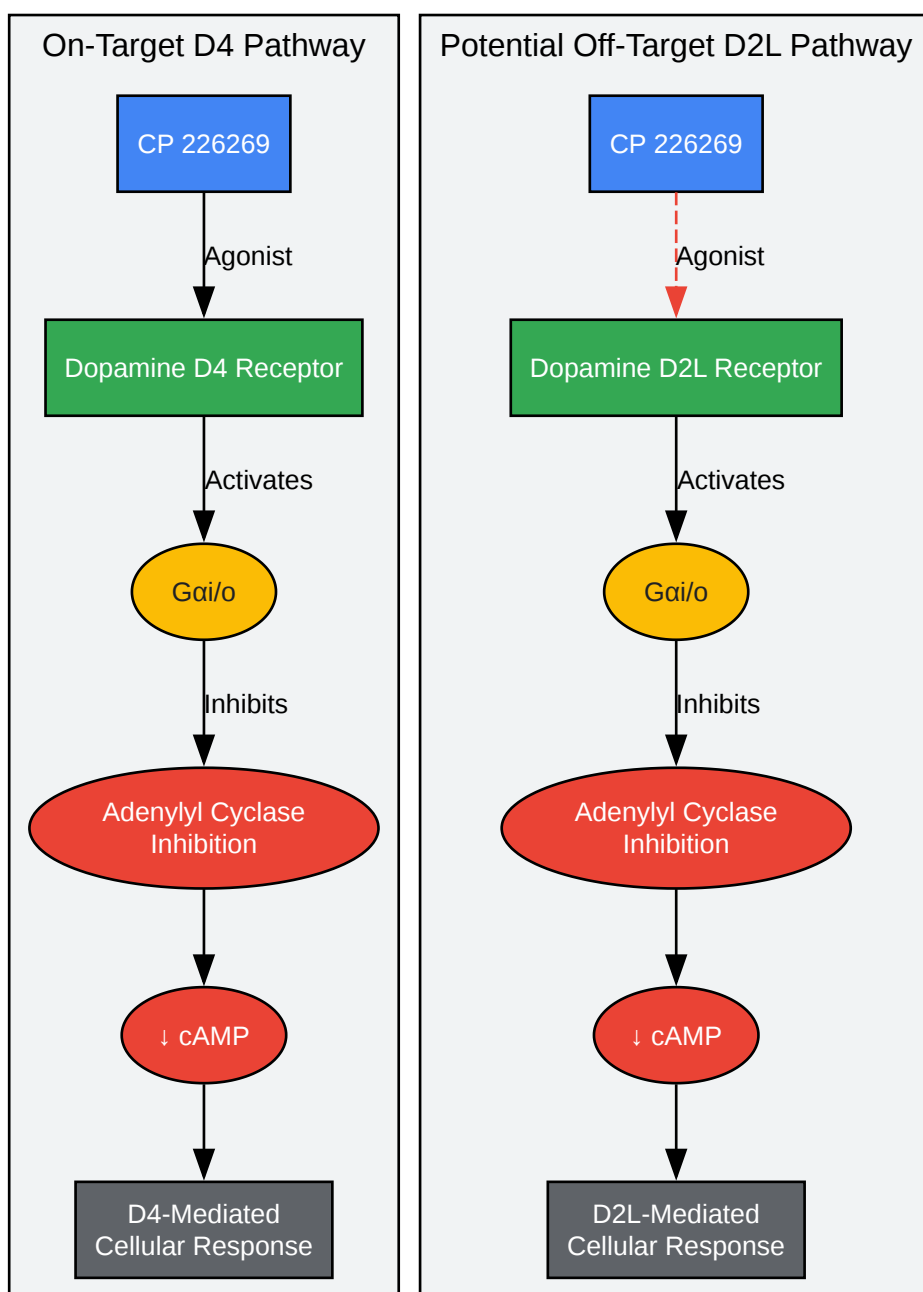 On-Target D4 Pathway
CP 226269
Agonist
Dopamine D4 Receptor
Activates
Gαi/o
Inhibits
Adenylyl Cyclase
Inhibition
↓ cAMP
D4-Mediated
Cellular Response
Potential Off-Target D2L Pathway
CP 226269
Agonist
Dopamine D2L Receptor
Activates
Gαi/o
Inhibits
Adenylyl Cyclase
Inhibition
↓ cAMP
D2L-Mediated
Cellular Response